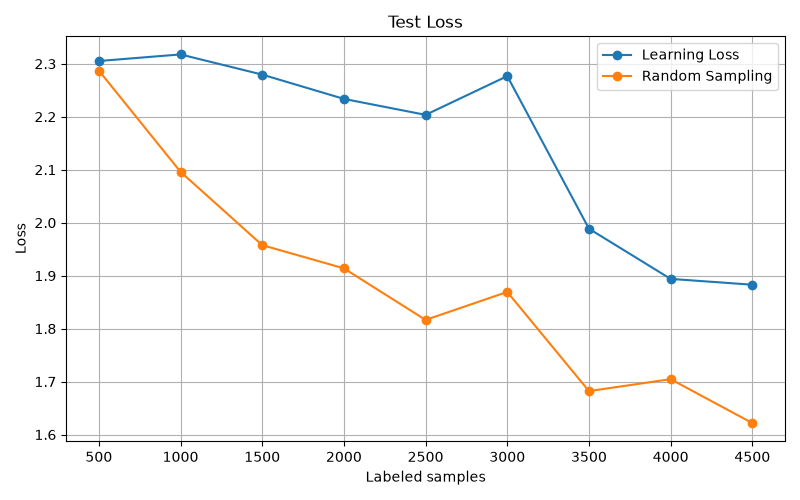 Test Loss
Learning Loss
Random Sampling
Loss
2.3
2.2
2.1
2.0
1.9
1.8
1.7
1.6
500 1000 1500 2000 2500 3000 3500 4000 4500
Labeled samples